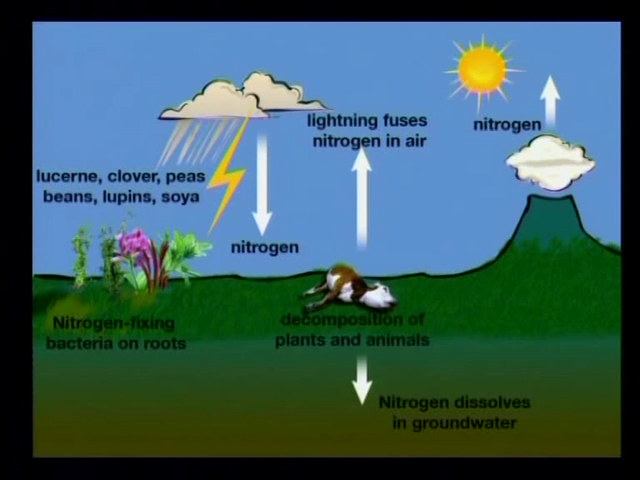 lightning fuses
nitrogen in air
nitrogen
lucerne, clover, peas
beans, lupins, soya
nitrogen
Nitrogen-fixing
bacteria on roots
decomposition of
plants and animals
Nitrogen dissolves
in groundwater